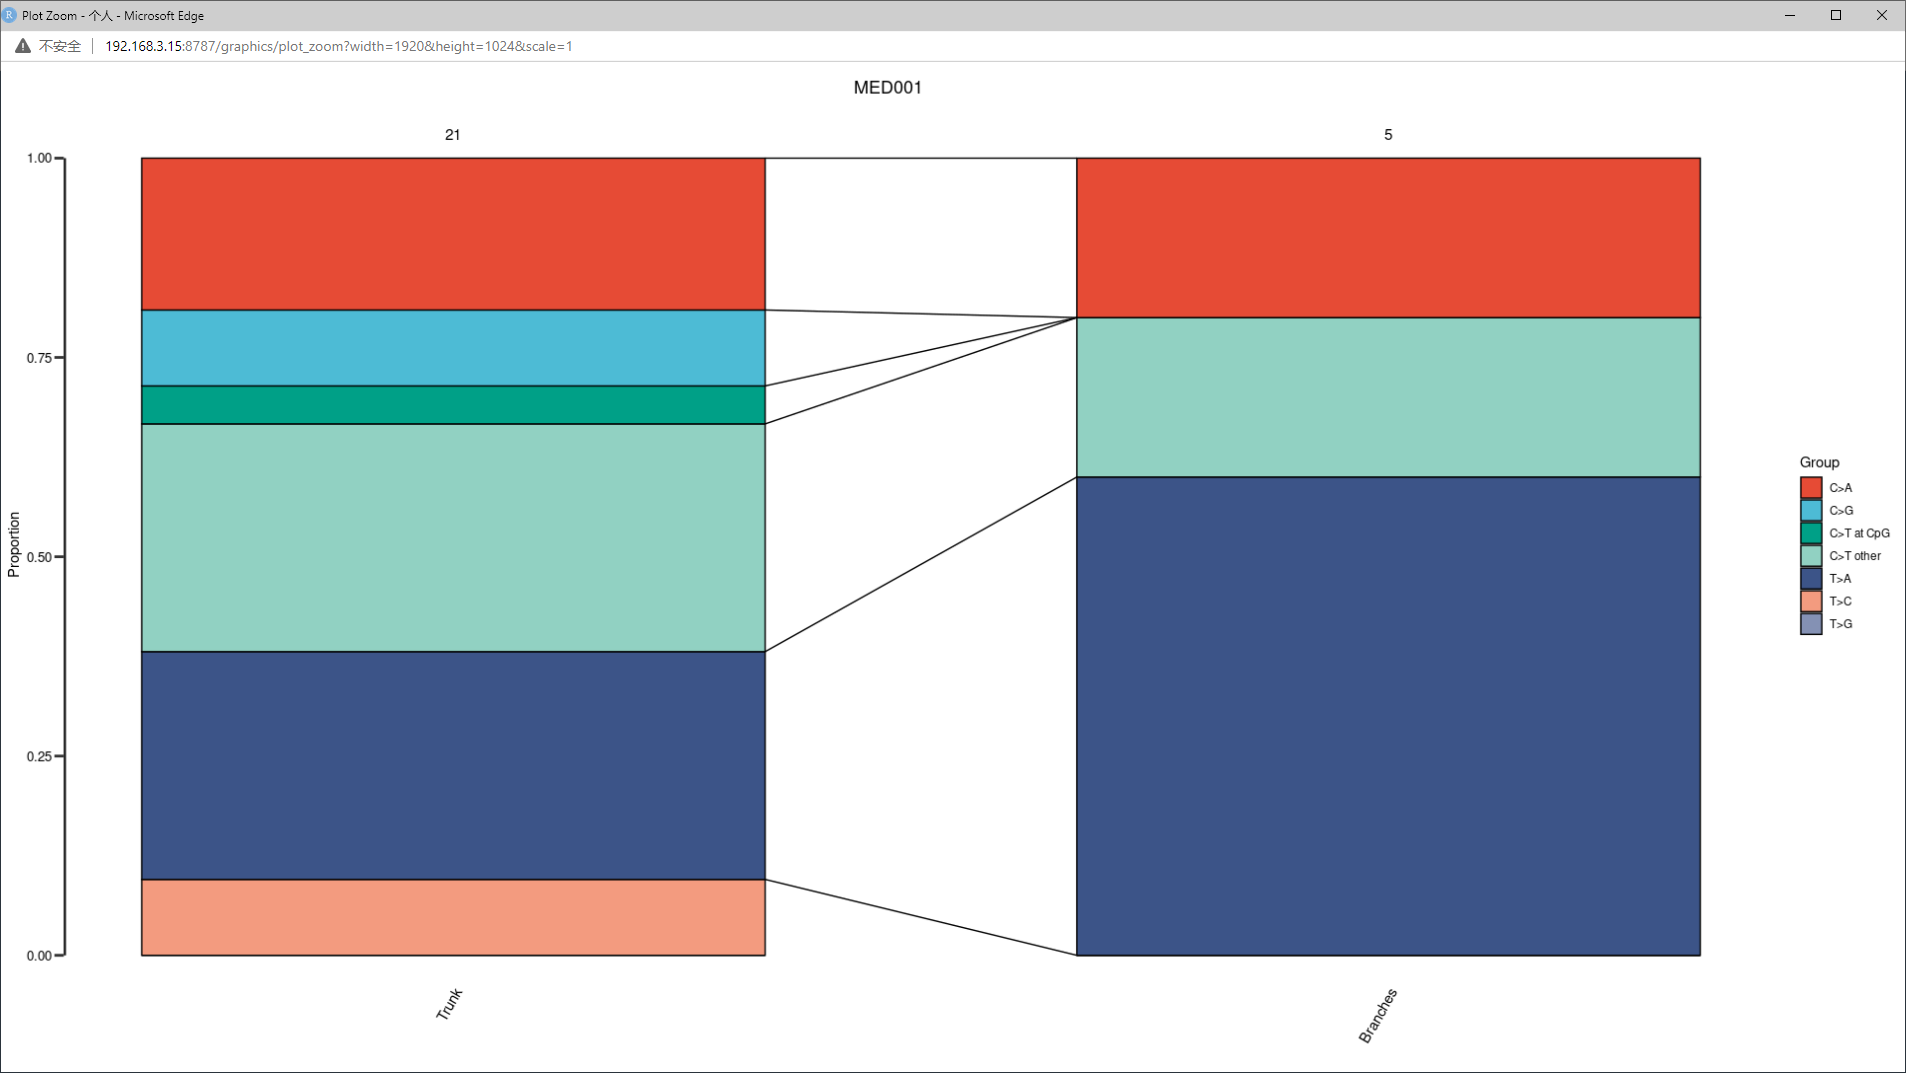 Plot Zoom - 个人 - Microsoft Edge
不安全 192.168.3.15:8787/graphics/plot_zoom?width=1920&height=1024&scale=1
MED001
21 5
1.00
0.75
0.50
0.25
0.00
Proportion
Trunk
Branches
Group
C>A
C>G
C>T at CpG
C>T other
T>A
T>C
T>G